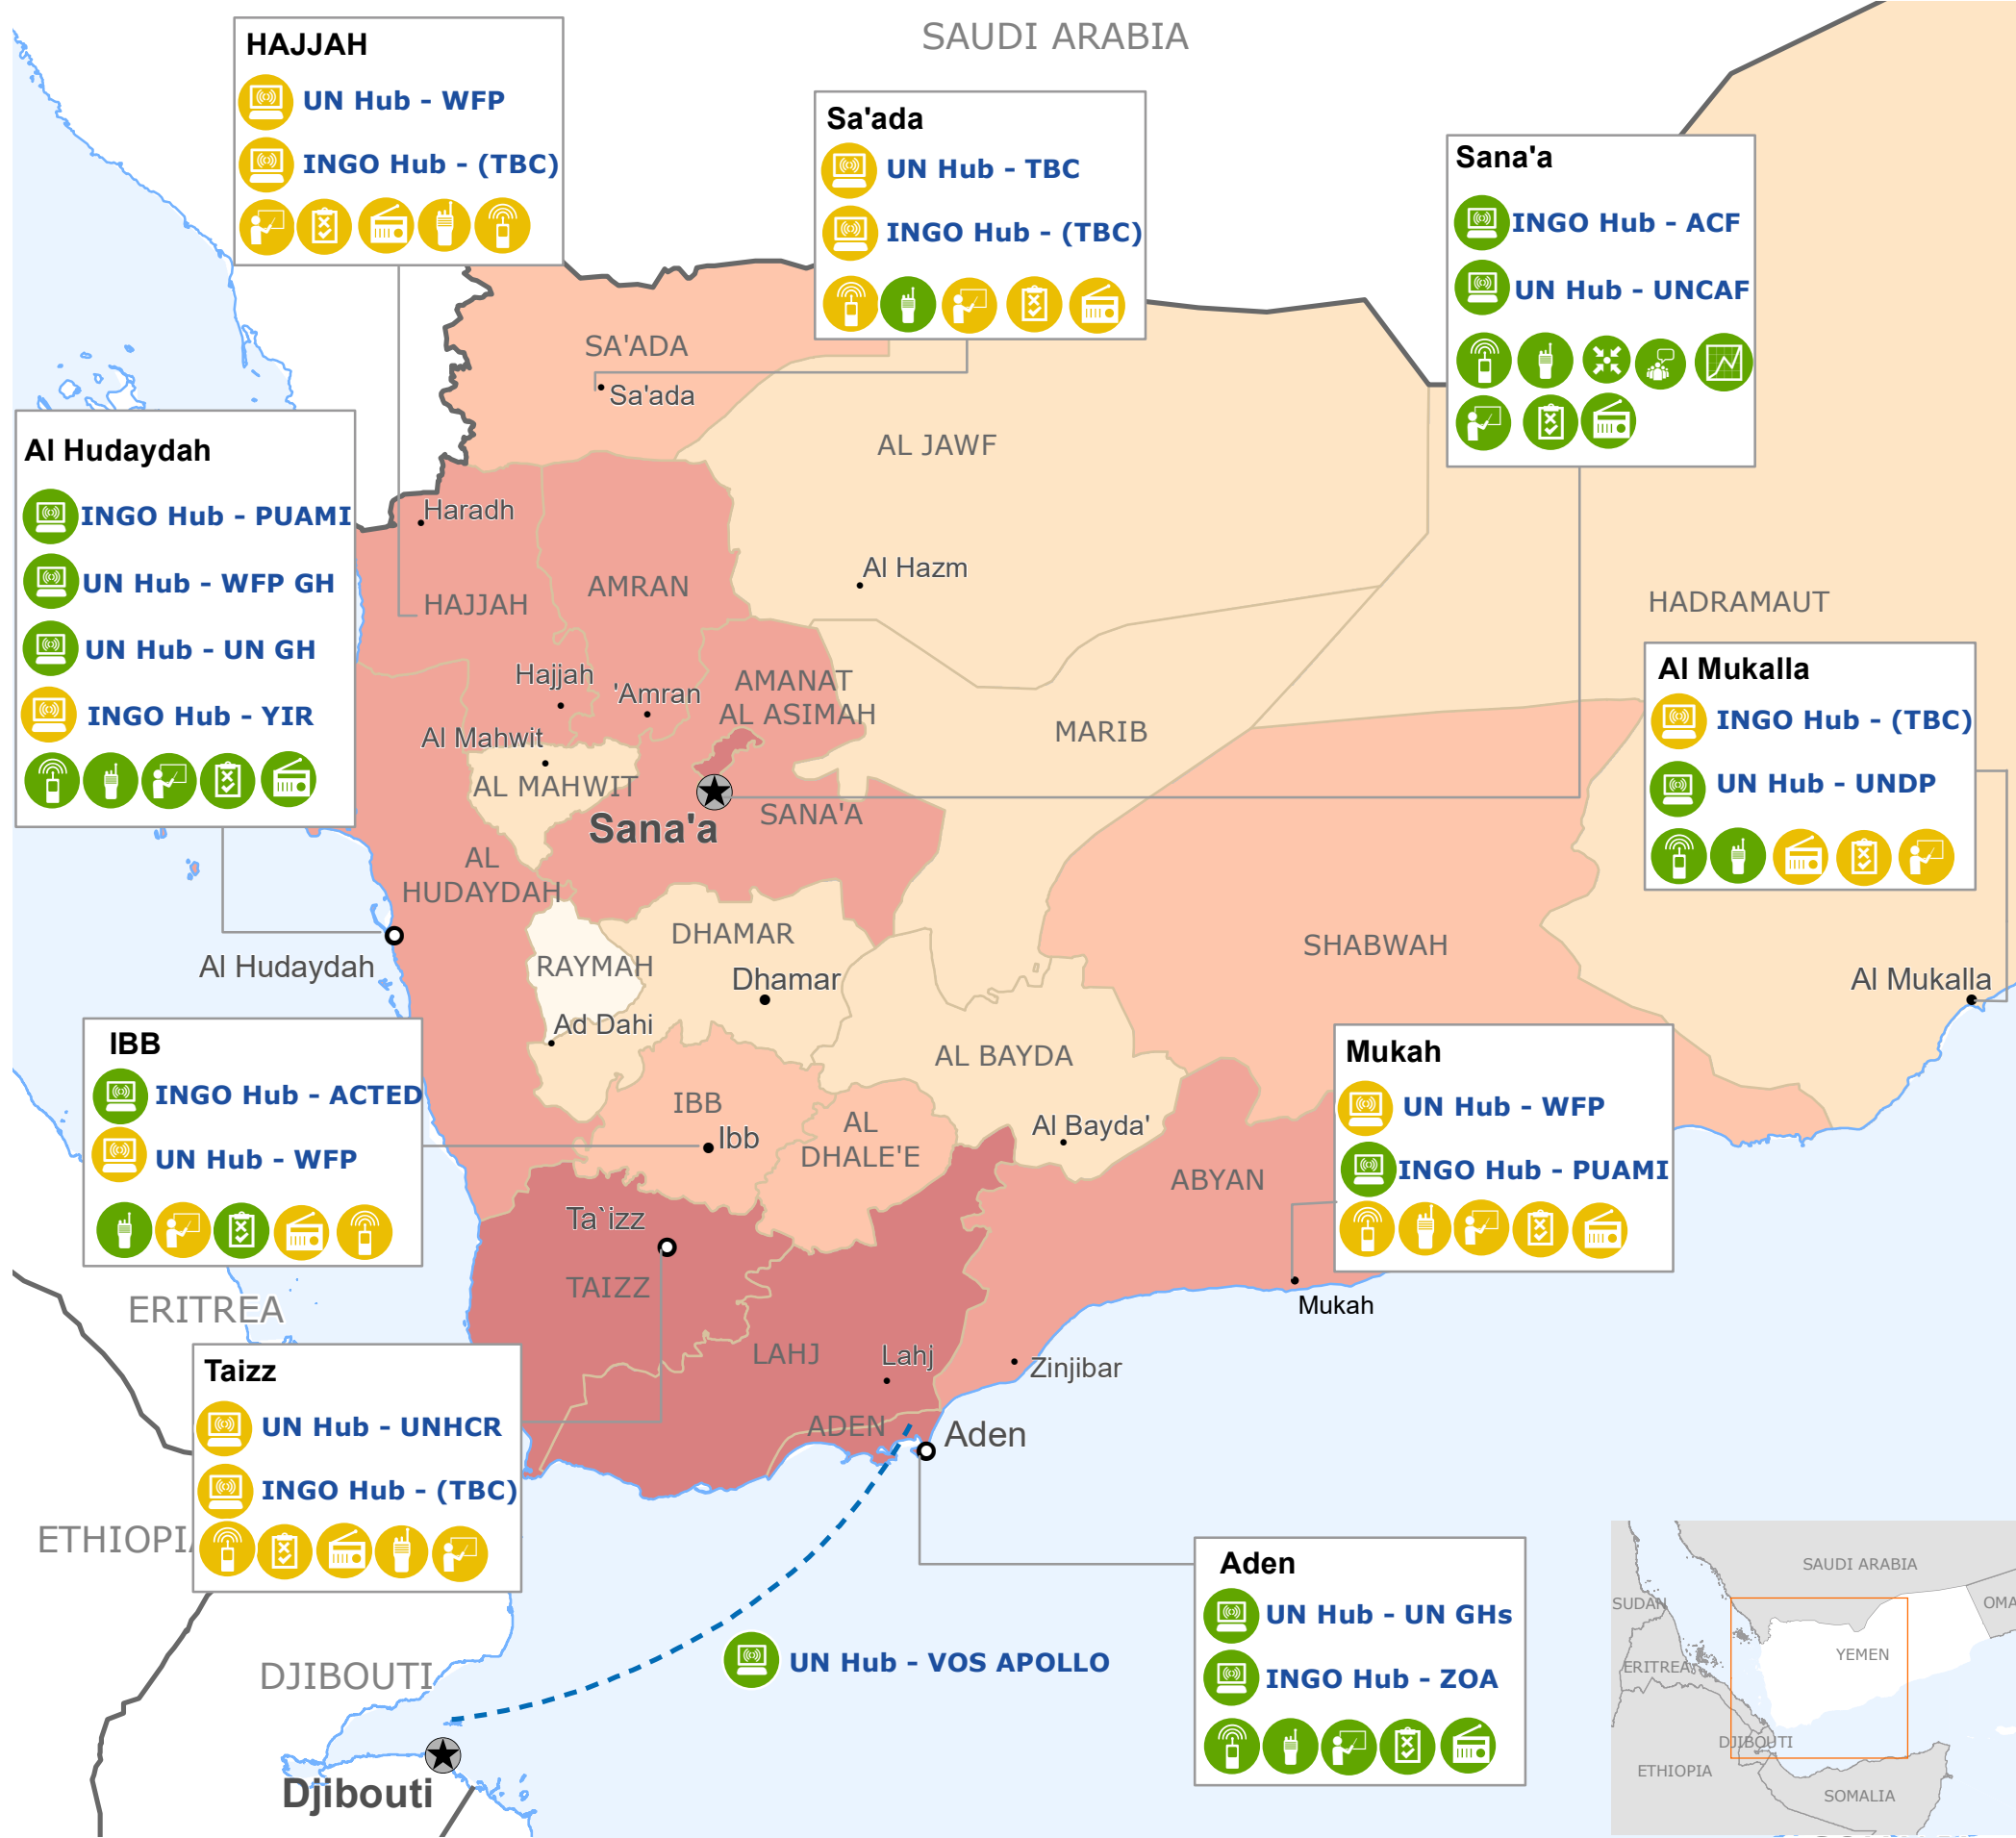 SAUDI ARABIA
HAJJAH
UN Hub - WFP
INGO Hub - (TBC)
Sa'ada
UN Hub - TBC
INGO Hub - (TBC)
Sana'a
INGO Hub - ACF
UN Hub - UNCAF
Al Hudaydah
INGO Hub - PUAMI
UN Hub - WFP GH
UN Hub - UN GH
INGO Hub - YIR
SA'ADA
Sa'ada
AL JAWF
Haradh
Al Hazm
AMRAN
HAJJAH
HADRAMAUT
Hajjah
'Amran
AMANAT
AL ASIMAH
Al Mahwit
AL MAHWIT
MARIB
Sana'a
SANA'A
Al Mukalla
INGO Hub - (TBC)
UN Hub - UNDP
AL
HUDAYDAH
Al Hudaydah
RAYMAH
DHAMAR
Dhamar
SHABWAH
Al Mukalla
Ad Dahi
IBB
INGO Hub - ACTED
UN Hub - WFP
IBB
Ibb
AL
DHALE'E
AL BAYDA
Al Bayda'
ABYAN
Mukah
UN Hub - WFP
INGO Hub - PUAMI
Mukah
Ta`izz
TAIZZ
ERITREA
LAHJ
Lahj
Zinjibar
ADEN
Aden
Taizz
UN Hub - UNHCR
INGO Hub - (TBC)
ETHIOPIA
DJIBOUTI
Djibouti
UN Hub - VOS APOLLO
Aden
UN Hub - UN GHs
INGO Hub - ZOA
SAUDI ARABIA
SUDAN
OMA
YEMEN
ERITREA
DJIBOUTI
ETHIOPIA
SOMALIA